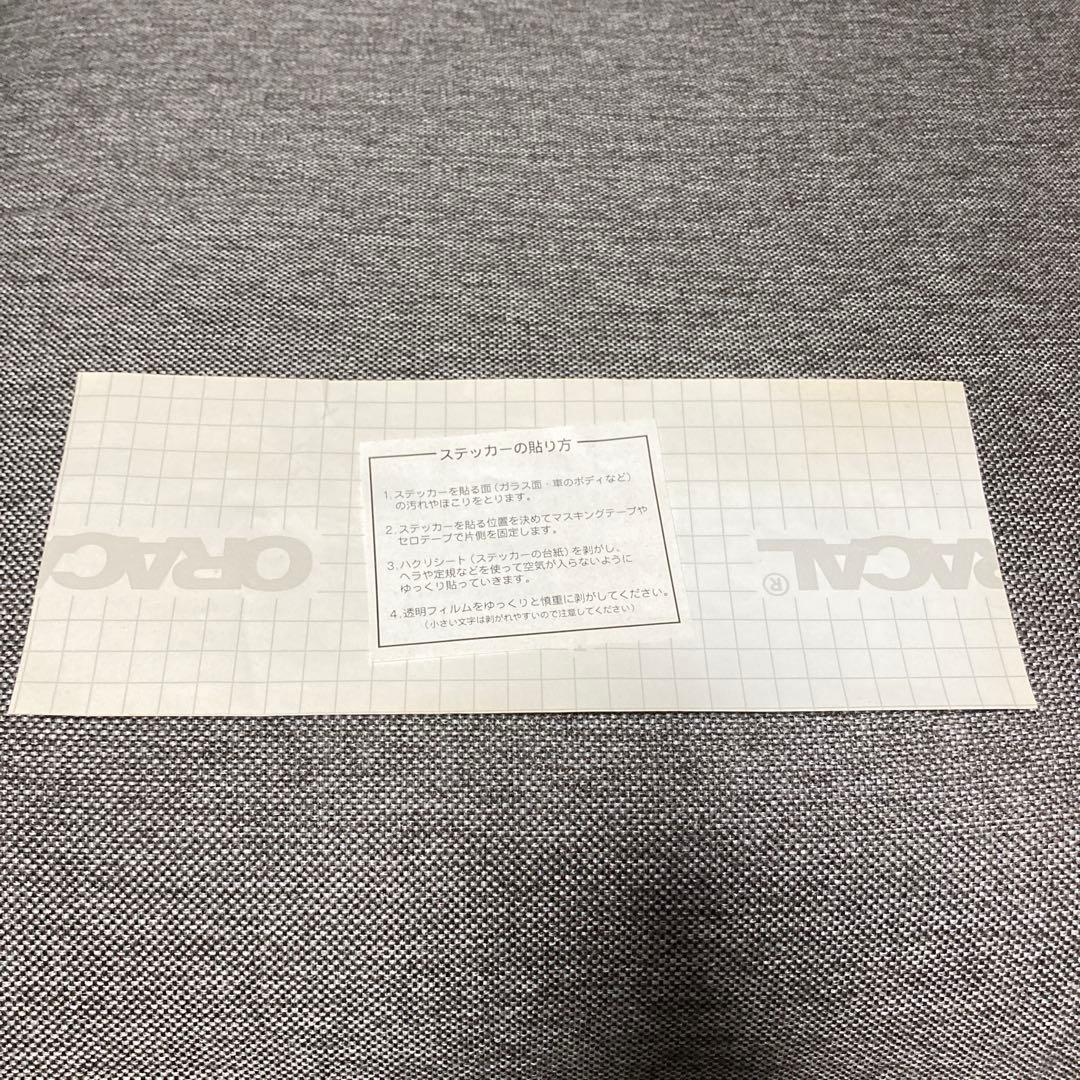 ステッカーの貼り方
1.ステッカーを貼る面(ガラス面・車のボディなど)
の汚れやほこりをとります。
2.ステッカーを貼る位置を決めてマスキングテープや
セロテープで片側を固定します。
3.ハクリシート(ステッカーの台紙)を剥がし、
ヘラや定規などを使って空気が入らないように
ゆっくり貼っていきます。
4.透明フィルムをゆっくりと慎重に剥がしてください。
(小さい文字は剥がれやすいので注意してください)
ORAC
RACAL®